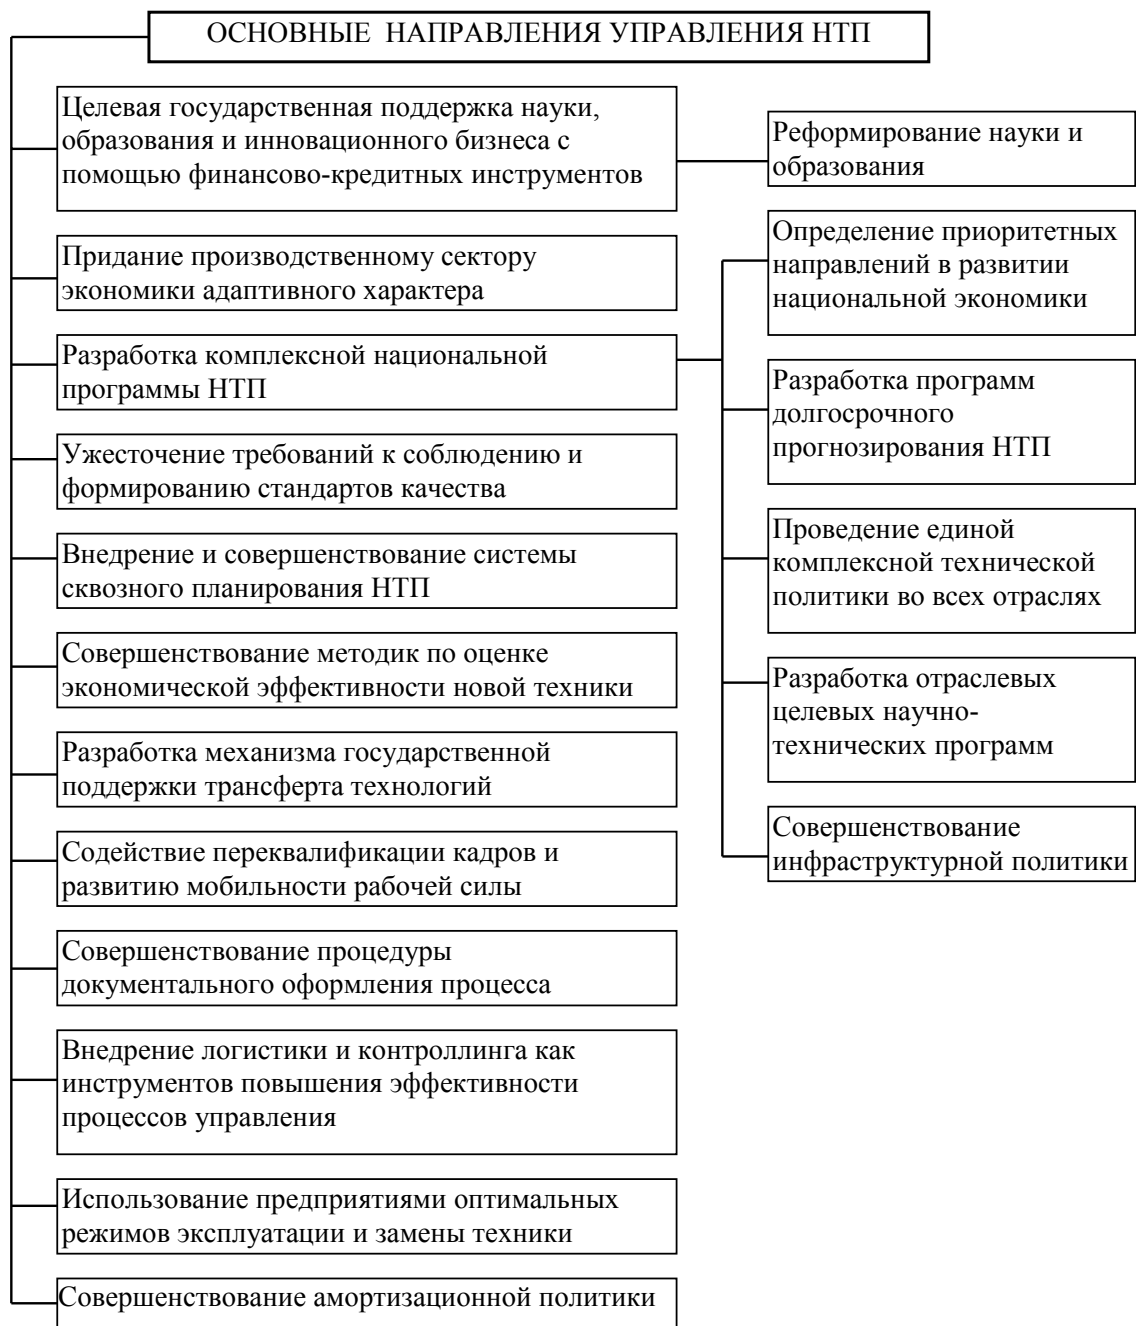 ОСНОВНЫЕ НАПРАВЛЕНИЯ УПРАВЛЕНИЯ НТП
Целевая государственная поддержка науки,
образования и инновационного бизнеса с
помощью финансово-кредитных инструментов
Придание производственному сектору
экономики адаптивного характера
Разработка комплексной национальной
программы НТП
Ужесточение требований к соблюдению и
формированию стандартов качества
Внедрение и совершенствование системы
сквозного планирования НТП
Совершенствование методик по оценке
экономической эффективности новой техники
Разработка механизма государственной
поддержки трансферта технологий
Содействие переквалификации кадров и
развитию мобильности рабочей силы
Совершенствование процедуры
документального оформления процесса
Внедрение логистики и контроллинга как
инструментов повышения эффективности
процессов управления
Использование предприятиями оптимальных
режимов эксплуатации и замены техники
Совершенствование амортизационной политики
Реформирование науки и
образования
Определение приоритетных
направлений в развитии
национальной экономики
Разработка программ
долгосрочного
прогнозирования НТП
Проведение единой
комплексной технической
политики во всех отраслях
Разработка отраслевых
целевых научно-
технических программ
Совершенствование
инфраструктурной политики